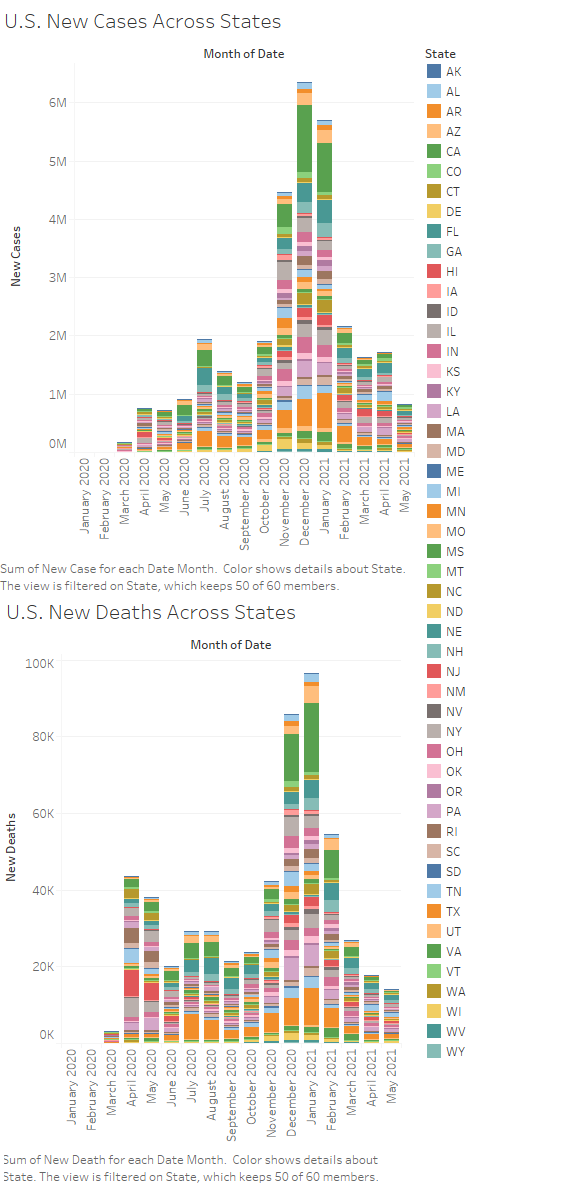 U.S. New Cases Across States
Month of Date
New Cases
6M
5M
4M
3M
2M
1M
0M
January 2020
February 2020
March 2020
April 2020
May 2020
June 2020
July 2020
August 2020
September 2020
October 2020
November 2020
December 2020
January 2021
February 2021
March 2021
April 2021
May 2021
Sum of New Case for each Date Month. Color shows details about State.
The view is filtered on State, which keeps 50 of 60 members.
U.S. New Deaths Across States
Month of Date
New Deaths
100K
80K
60K
40K
20K
0K
January 2020
February 2020
March 2020
April 2020
May 2020
June 2020
July 2020
August 2020
September 2020
October 2020
November 2020
December 2020
January 2021
February 2021
March 2021
April 2021
May 2021
Sum of New Death for each Date Month. Color shows details about
State. The view is filtered on State, which keeps 50 of 60 members.
State
AK
AL
AR
AZ
CA
CO
CT
DE
FL
GA
HI
IA
ID
IL
IN
KS
KY
LA
MA
MD
ME
MI
MN
MO
MS
MT
NC
ND
NE
NH
NJ
NM
NV
NY
OH
OK
OR
PA
RI
SC
SD
TN
TX
UT
VA
VT
WA
WI
WV
WY